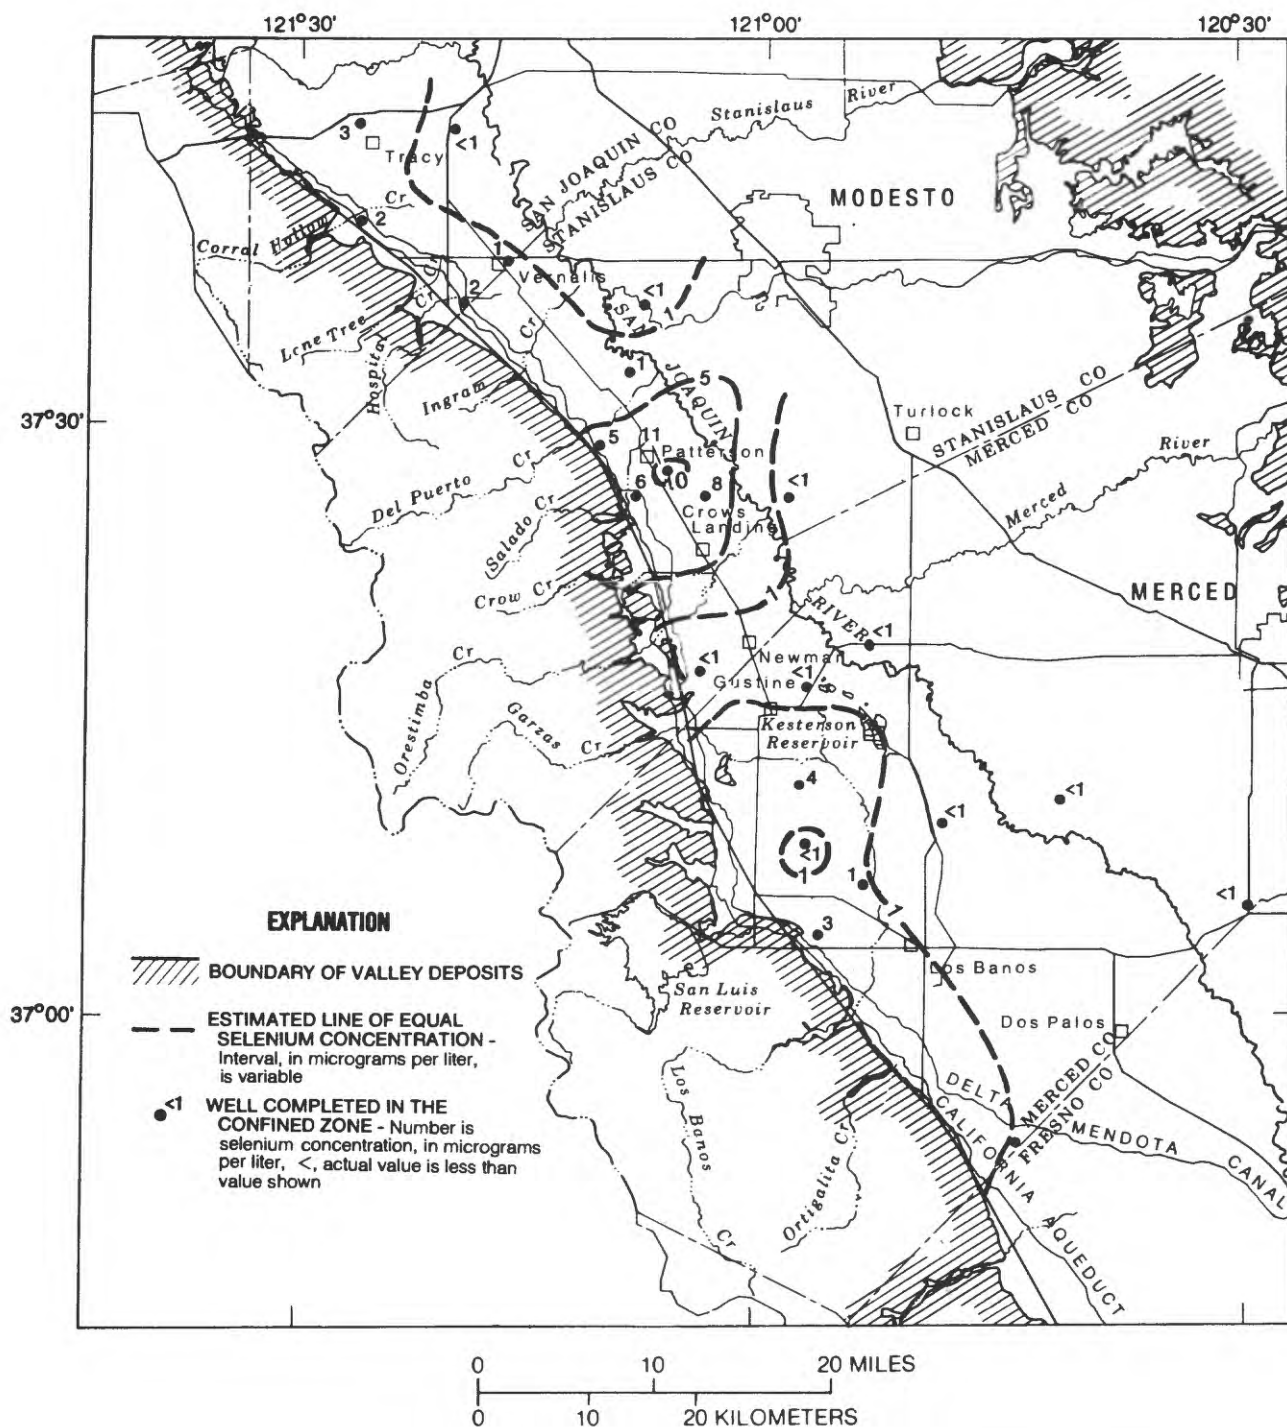 121°30'
121°00'
120°30'
Stanislaus River
3
<1
Tracy
SAN JOAQUIN CO
STANISLAUS CO
MODESTO
Cr
2
Corral Hollow
1
Vernalis
Cr
2
Cr
<1
1
Lone Tree
Cr
SAN JOAQUIN
Hospital
1
5
Ingram
37°30'
Turlock
STANISLAUS CO
MERCED CO
River
5
11
Patterson
Cr
10
6
8
<1
Del Puerto
Merced
Crows
Landing
Cr
Salado
Crow Cr
1
MERCED
RIVER
<1
Newman
Cr
<1
<1
Gustine
Orestimba
Garzas
Cr
Kesterson
Reservoir
4
<1
<1
<1
1
1
1
<1
3
EXPLANATION
BOUNDARY OF VALLEY DEPOSITS
Los Banos
San Luis
Reservoir
37°00'
Dos Palos
ESTIMATED LINE OF EQUAL
SELENIUM CONCENTRATION -
Interval, in micrograms per liter,
is variable
<1
WELL COMPLETED IN THE
CONFINED ZONE - Number is
selenium concentration, in micrograms
per liter, <, actual value is less than
value shown
Los Banos
Cr
Ortigalita Cr
MERCED CO
FRESNO CO
DELTA MENDOTA CANAL
CALIFORNIA AQUEDUCT
0 10 20 MILES
0 10 20 KILOMETERS